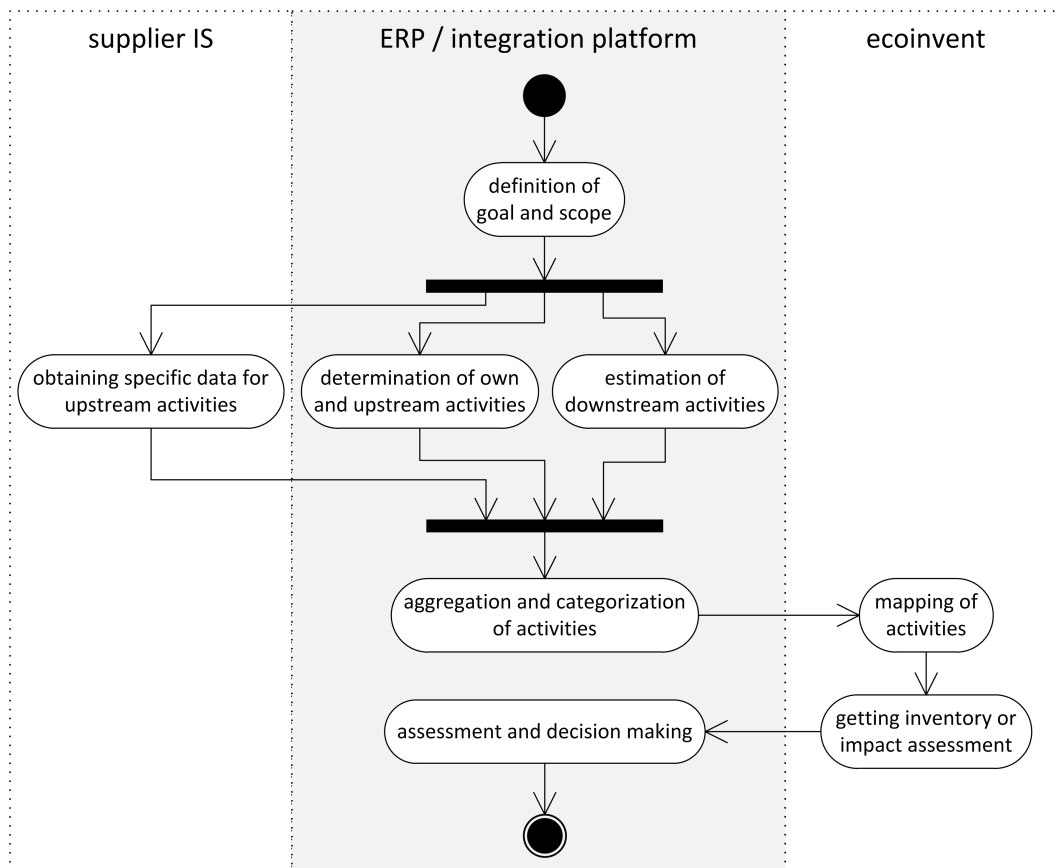 supplier IS
ERP / integration platform
ecoinvent
definition of
goal and scope
obtaining specific data for
upstream activities
determination of own
and upstream activities
estimation of
downstream activities
aggregation and categorization
of activities
mapping of
activities
assessment and decision making
getting inventory or
impact assessment